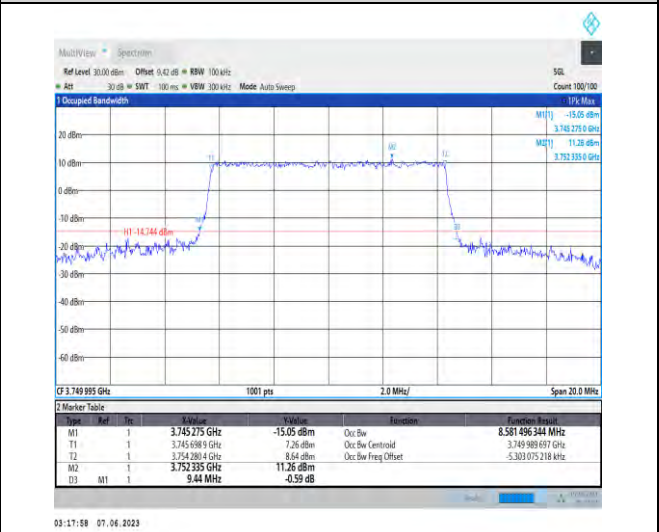 MultiView Spectrum
Ref Level 30.00 dBm Offset 9.42 dB RBW 100 kHz SGL
Att 30 dB SWT 100 ms VBW 300 kHz Mode Auto Sweep Count 100/100
1 Occupied Bandwidth 1Pk Max
M1[1] -15.05 dBm
3.745 275 0 GHz
20 dBm
M2[1] 11.26 dBm
3.752 335 0 GHz
M2
T1 T2
10 dBm
0 dBm
-10 dBm
M1
H1 -14.744 dBm
-20 dBm
-30 dBm
-40 dBm
-50 dBm
-60 dBm
CF 3.749 995 GHz 1001 pts 2.0 MHz/ Span 20.0 MHz
2 Marker Table
Type Ref Trc X-Value Y-Value Function Function Result
M1 1 3.745 275 GHz -15.05 dBm Occ Bw 8.581 496 344 MHz
T1 1 3.745 698 9 GHz 7.26 dBm Occ Bw Centroid 3.749 989 697 GHz
T2 1 3.754 280 4 GHz 8.64 dBm Occ Bw Freq Offset -5.303 075 218 kHz
M2 1 3.752 335 GHz 11.26 dBm
D3 M1 1 9.44 MHz -0.59 dB
03:17:58 07.06.2023